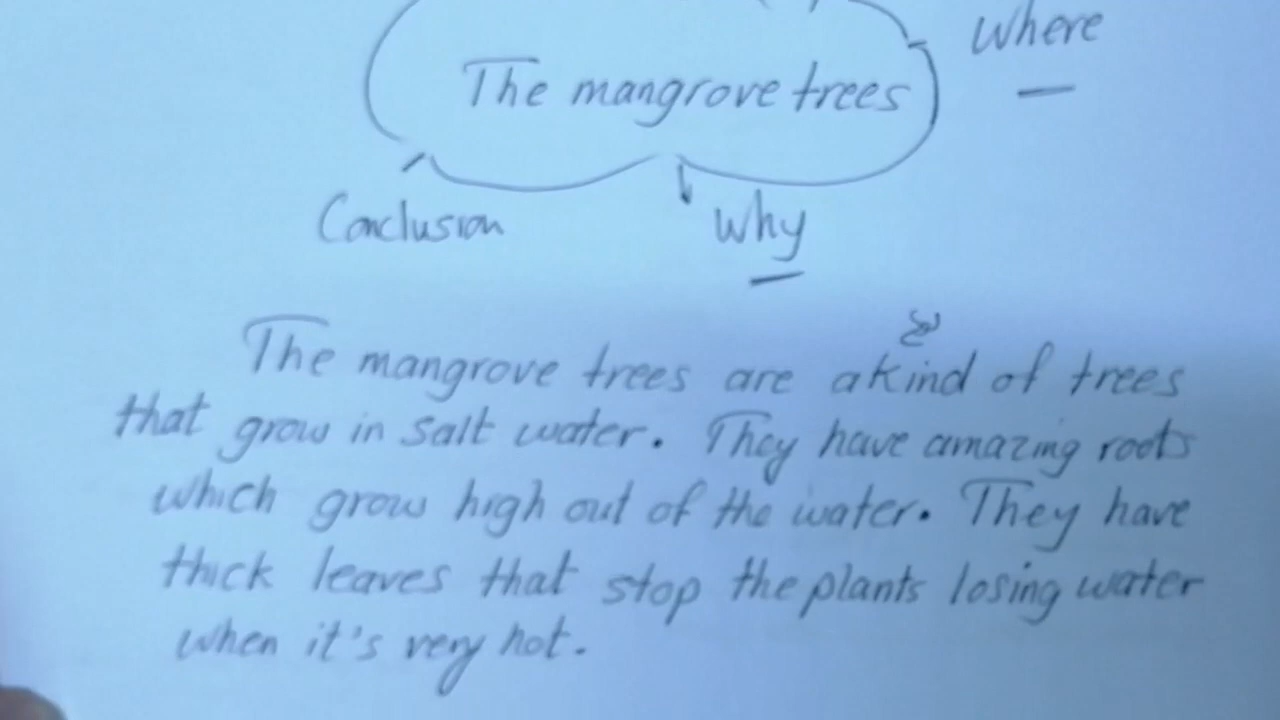 Where
The mangrove trees
Conclusion
Why
The mangrove trees are a kind of trees
that grow in salt water. They have amazing roots
which grow high out of the water. They have
thick leaves that stop the plants losing water
when it's very hot.